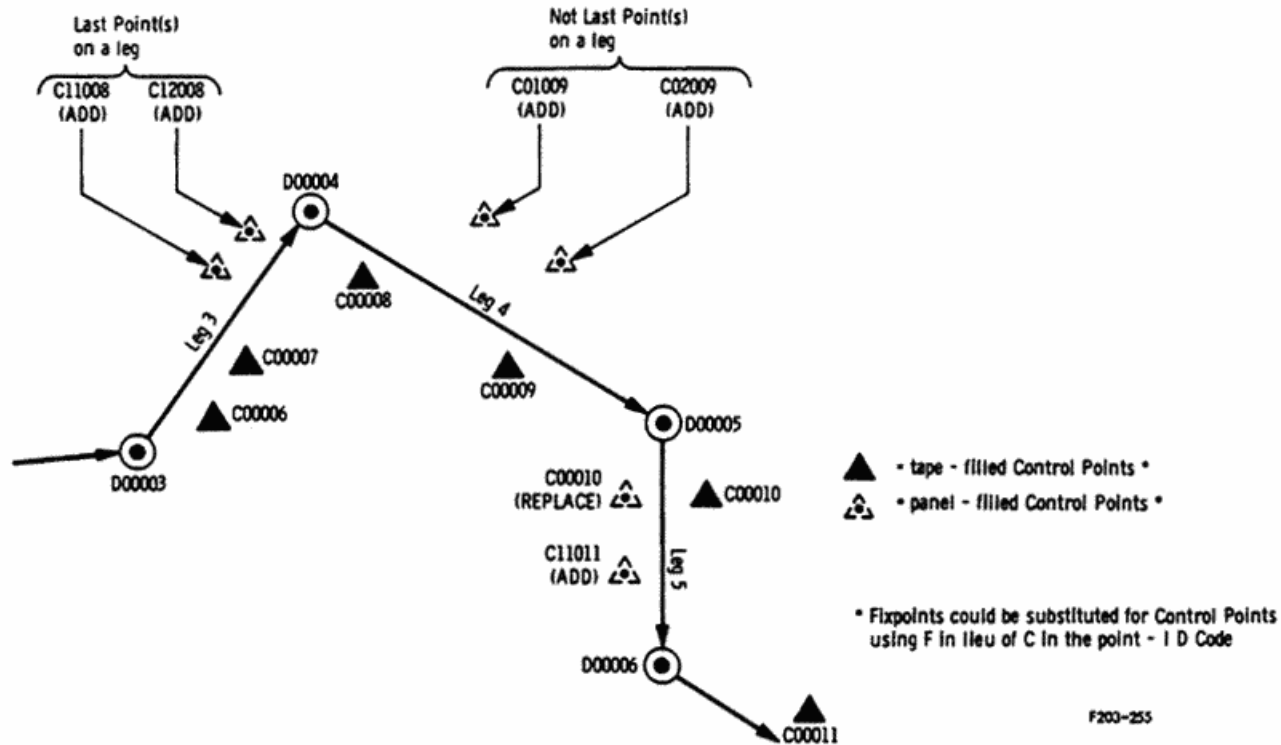 Last Point(s)
on a leg
Not Last Point(s)
on a leg
C11008
(ADD)
C12008
(ADD)
C01009
(ADD)
C02009
(ADD)
D00004
C00008
Leg 3
Leg 4
C00007
C00009
C00006
D00005
D00003
C00010
(REPLACE)
C00010
C11011
(ADD)
Leg 5
D00006
C00011
- tape - filled Control Points *
- panel - filled Control Points *
* Fixpoints could be substituted for Control Points
using F in lieu of C in the point - I D Code
F203-255